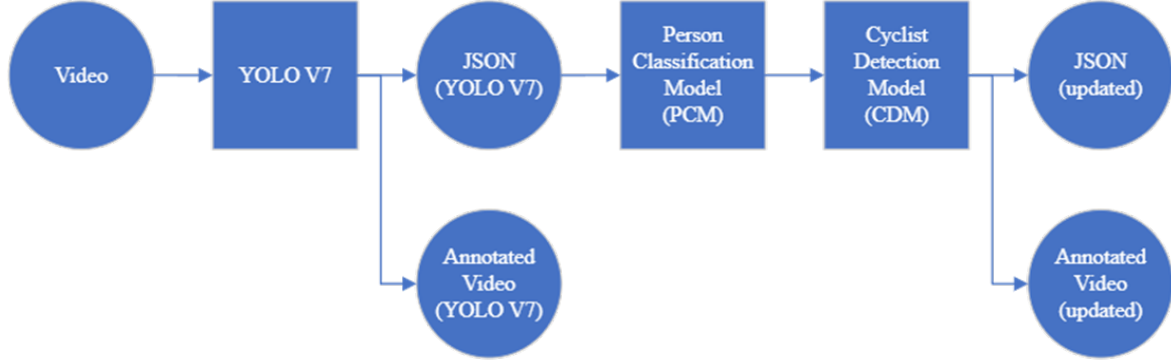 Video
YOLO V7
JSON
(YOLO V7)
Person
Classification
Model
(PCM)
Cyclist
Detection
Model
(CDM)
JSON
(updated)
Annotated
Video
(YOLO V7)
Annotated
Video
(updated)